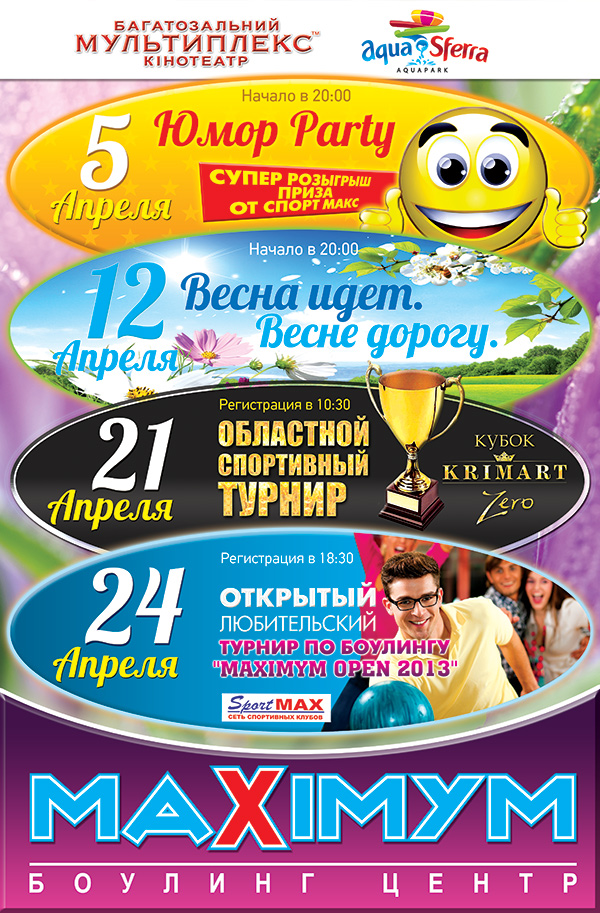 БАГАТОЗАЛЬНИЙ
МУЛЬТИПЛЕКС™
КІНОТЕАТР
aqua Sferra
AQUAPARK
Начало в 20:00
5
Апреля
Юмор Party
СУПЕР РОЗЫГРЫШ
ПРИЗА
ОТ СПОРТ МАКС
Начало в 20:00
12
Апреля
Весна идет.
Весне дорогу.
21
Апреля
Регистрация в 10:30
ОБЛАСТНОЙ
СПОРТИВНЫЙ
ТУРНИР
КУБОК
KRIMART
Zero
24
Апреля
Регистрация в 18:30
ОТКРЫТЫЙ
ЛЮБИТЕЛЬСКИЙ
ТУРНИР ПО БОУЛИНГУ
"MAXIMYM OPEN 2013"
Sport MAX
СЕТЬ СПОРТИВНЫХ КЛУБОВ
MAXIMYM
БОУЛИНГ ЦЕНТР